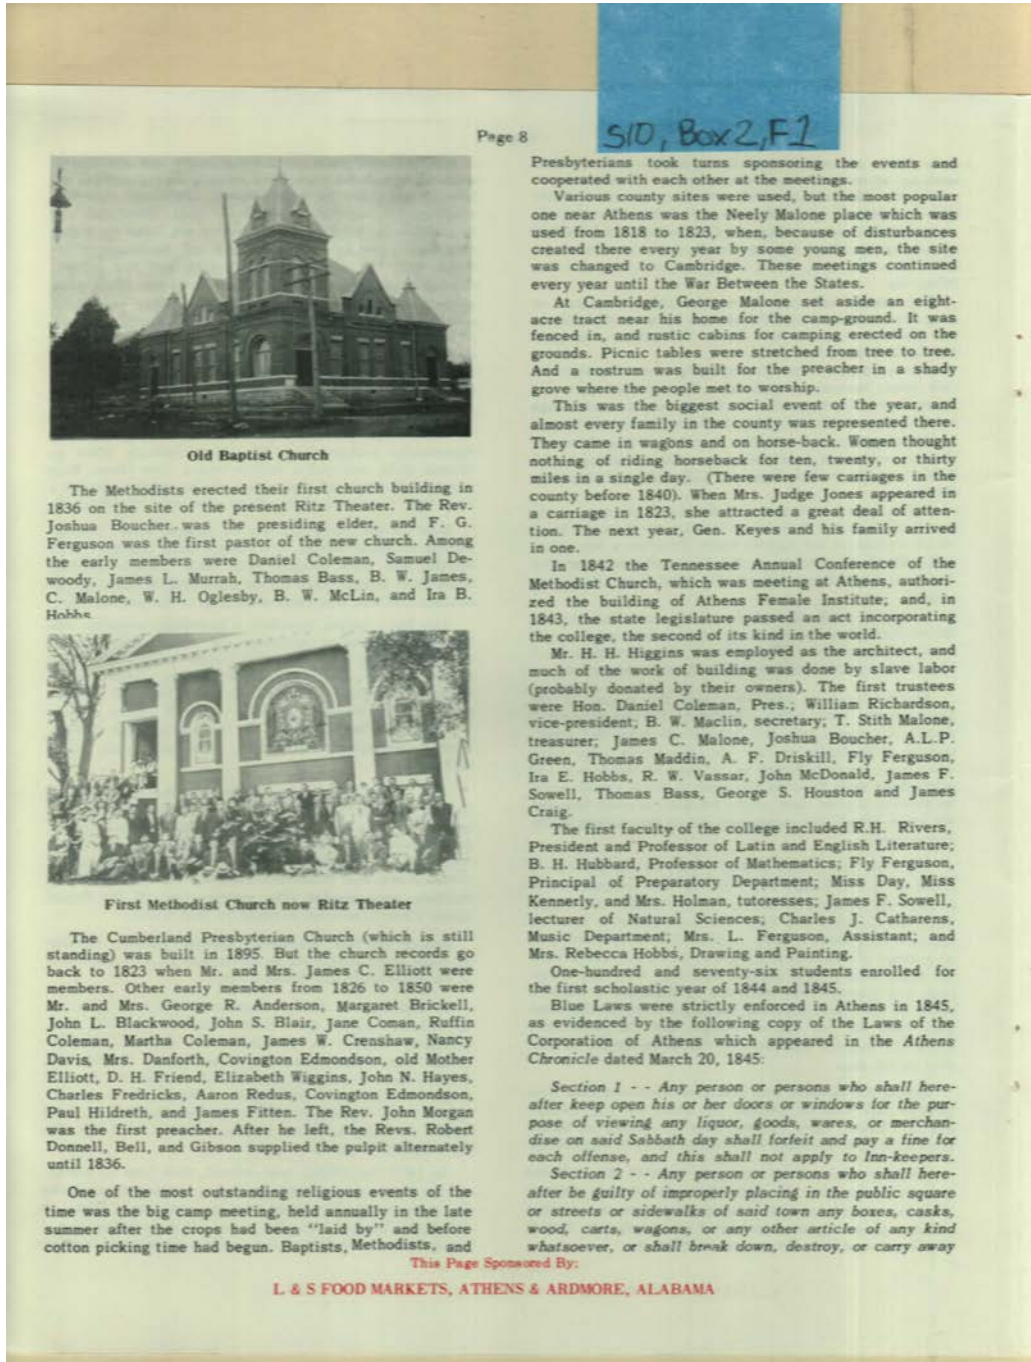 S10, Box 2, F1
Page 8
Old Baptist Church
The Methodists erected their first church building in
1836 on the site of the present Ritz Theater. The Rev.
Joshua Boucher was the presiding elder, and F. G.
Ferguson was the first pastor of the new church. Among
the early members were Daniel Coleman, Samuel De-
woody, James L. Murrah, Thomas Bass, B. W. James,
C. Malone, W. H. Oglesby, B. W. McLin, and Ira B.
Hobbs.
First Methodist Church now Ritz Theater
The Cumberland Presbyterian Church (which is still
standing) was built in 1895. But the church records go
back to 1823 when Mr. and Mrs. James C. Elliott were
members. Other early members from 1826 to 1850 were
Mr. and Mrs. George R. Anderson, Margaret Brickell,
John L. Blackwood, John S. Blair, Jane Coman, Ruffin
Coleman, Martha Coleman, James W. Crenshaw, Nancy
Davis, Mrs. Danforth, Covington Edmondson, old Mother
Elliott, D. H. Friend, Elizabeth Wiggins, John N. Hayes,
Charles Fredricks, Aaron Redus, Covington Edmondson,
Paul Hildreth, and James Fitten. The Rev. John Morgan
was the first preacher. After he left, the Revs. Robert
Donnell, Bell, and Gibson supplied the pulpit alternately
until 1836.
One of the most outstanding religious events of the
time was the big camp meeting, held annually in the late
summer after the crops had been "laid by" and before
cotton picking time had begun. Baptists, Methodists, and
Presbyterians took turns sponsoring the events and
cooperated with each other at the meetings.
Various county sites were used, but the most popular
one near Athens was the Neely Malone place which was
used from 1818 to 1823, when, because of disturbances
created there every year by some young men, the site
was changed to Cambridge. These meetings continued
every year until the War Between the States.
At Cambridge, George Malone set aside an eight-
acre tract near his home for the camp-ground. It was
fenced in, and rustic cabins for camping erected on the
grounds. Picnic tables were stretched from tree to tree.
And a rostrum was built for the preacher in a shady
grove where the people met to worship.
This was the biggest social event of the year, and
almost every family in the county was represented there.
They came in wagons and on horse-back. Women thought
nothing of riding horseback for ten, twenty, or thirty
miles in a single day. (There were few carriages in the
county before 1840). When Mrs. Judge Jones appeared in
a carriage in 1823, she attracted a great deal of atten-
tion. The next year, Gen. Keyes and his family arrived
in one.
In 1842 the Tennessee Annual Conference of the
Methodist Church, which was meeting at Athens, authori-
zed the building of Athens Female Institute; and, in
1843, the state legislature passed an act incorporating
the college, the second of its kind in the world.
Mr. H. H. Higgins was employed as the architect, and
much of the work of building was done by slave labor
(probably donated by their owners). The first trustees
were Hon. Daniel Coleman, Pres.; William Richardson,
vice-president; B. W. Maclin, secretary; T. Stith Malone,
treasurer; James C. Malone, Joshua Boucher, A.L.P.
Green, Thomas Maddin, A. F. Driskill, Fly Ferguson,
Ira E. Hobbs, R. W. Vassar, John McDonald, James F.
Sowell, Thomas Bass, George S. Houston and James
Craig.
The first faculty of the college included R.H. Rivers,
President and Professor of Latin and English Literature;
B. H. Hubbard, Professor of Mathematics; Fly Ferguson,
Principal of Preparatory Department; Miss Day, Miss
Kennerly, and Mrs. Holman, tutoresses; James F. Sowell,
lecturer of Natural Sciences; Charles J. Catharens,
Music Department; Mrs. L. Ferguson, Assistant; and
Mrs. Rebecca Hobbs, Drawing and Painting.
One-hundred and seventy-six students enrolled for
the first scholastic year of 1844 and 1845.
Blue Laws were strictly enforced in Athens in 1845,
as evidenced by the following copy of the Laws of the
Corporation of Athens which appeared in the Athens
Chronicle dated March 20, 1845:
Section 1 - - Any person or persons who shall here-
after keep open his or her doors or windows for the pur-
pose of viewing any liquor, goods, wares, or merchan-
dise on said Sabbath day shall forfeit and pay a fine for
each offense, and this shall not apply to Inn-keepers.
Section 2 - - Any person or persons who shall here-
after be guilty of improperly placing in the public square
or streets or sidewalks of said town any boxes, casks,
wood, carts, wagons, or any other article of any kind
whatsoever, or shall break down, destroy, or carry away
This Page Sponsored By:
L & S FOOD MARKETS, ATHENS & ARDMORE, ALABAMA